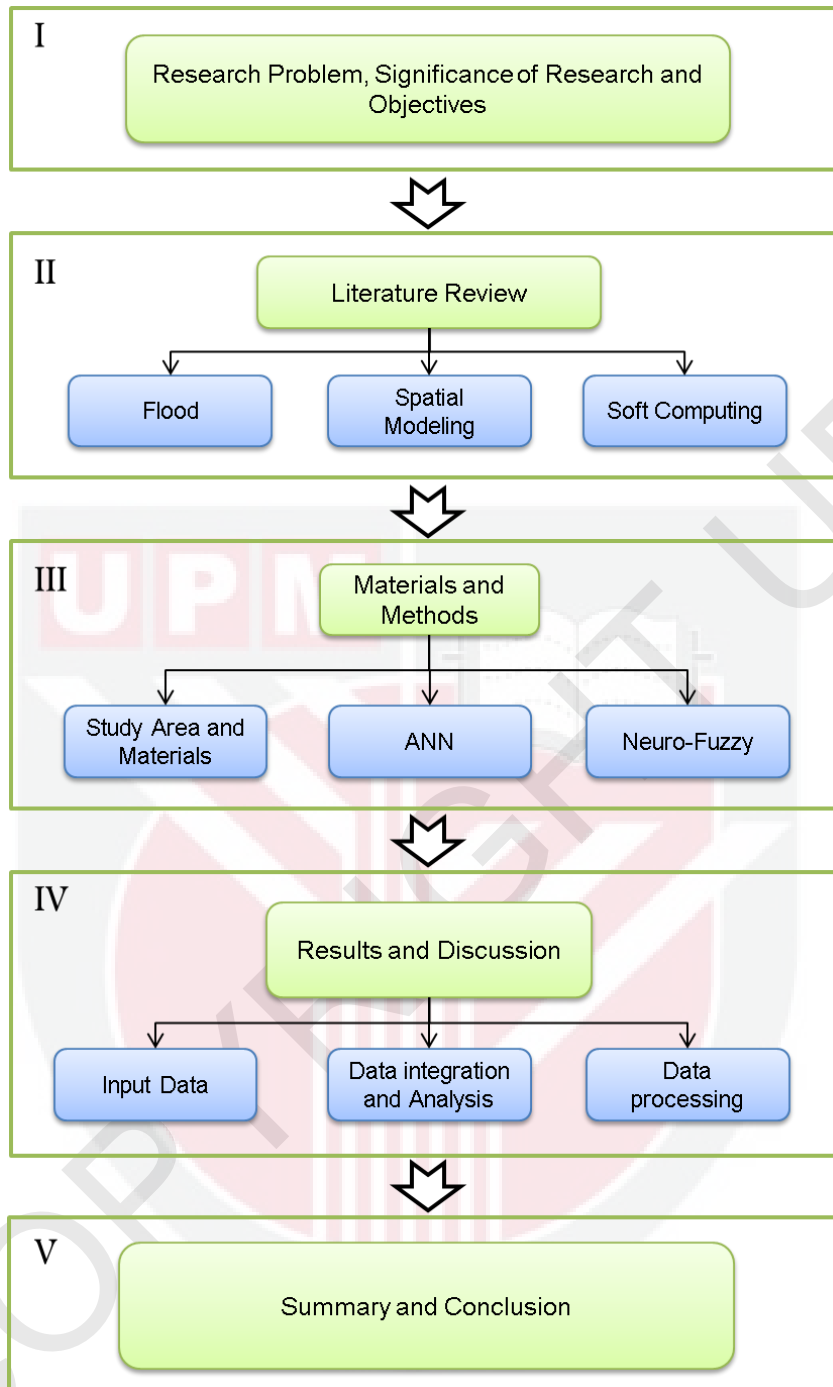 I
Research Problem, Significance of Research and
Objectives
II
Literature Review
Flood
Spatial
Modeling
Soft Computing
UPM
III
Materials and
Methods
Study Area and
Materials
ANN
Neuro-Fuzzy
IV
Results and Discussion
Input Data
Data integration
and Analysis
Data
processing
V
Summary and Conclusion
COPYRIGHT UP